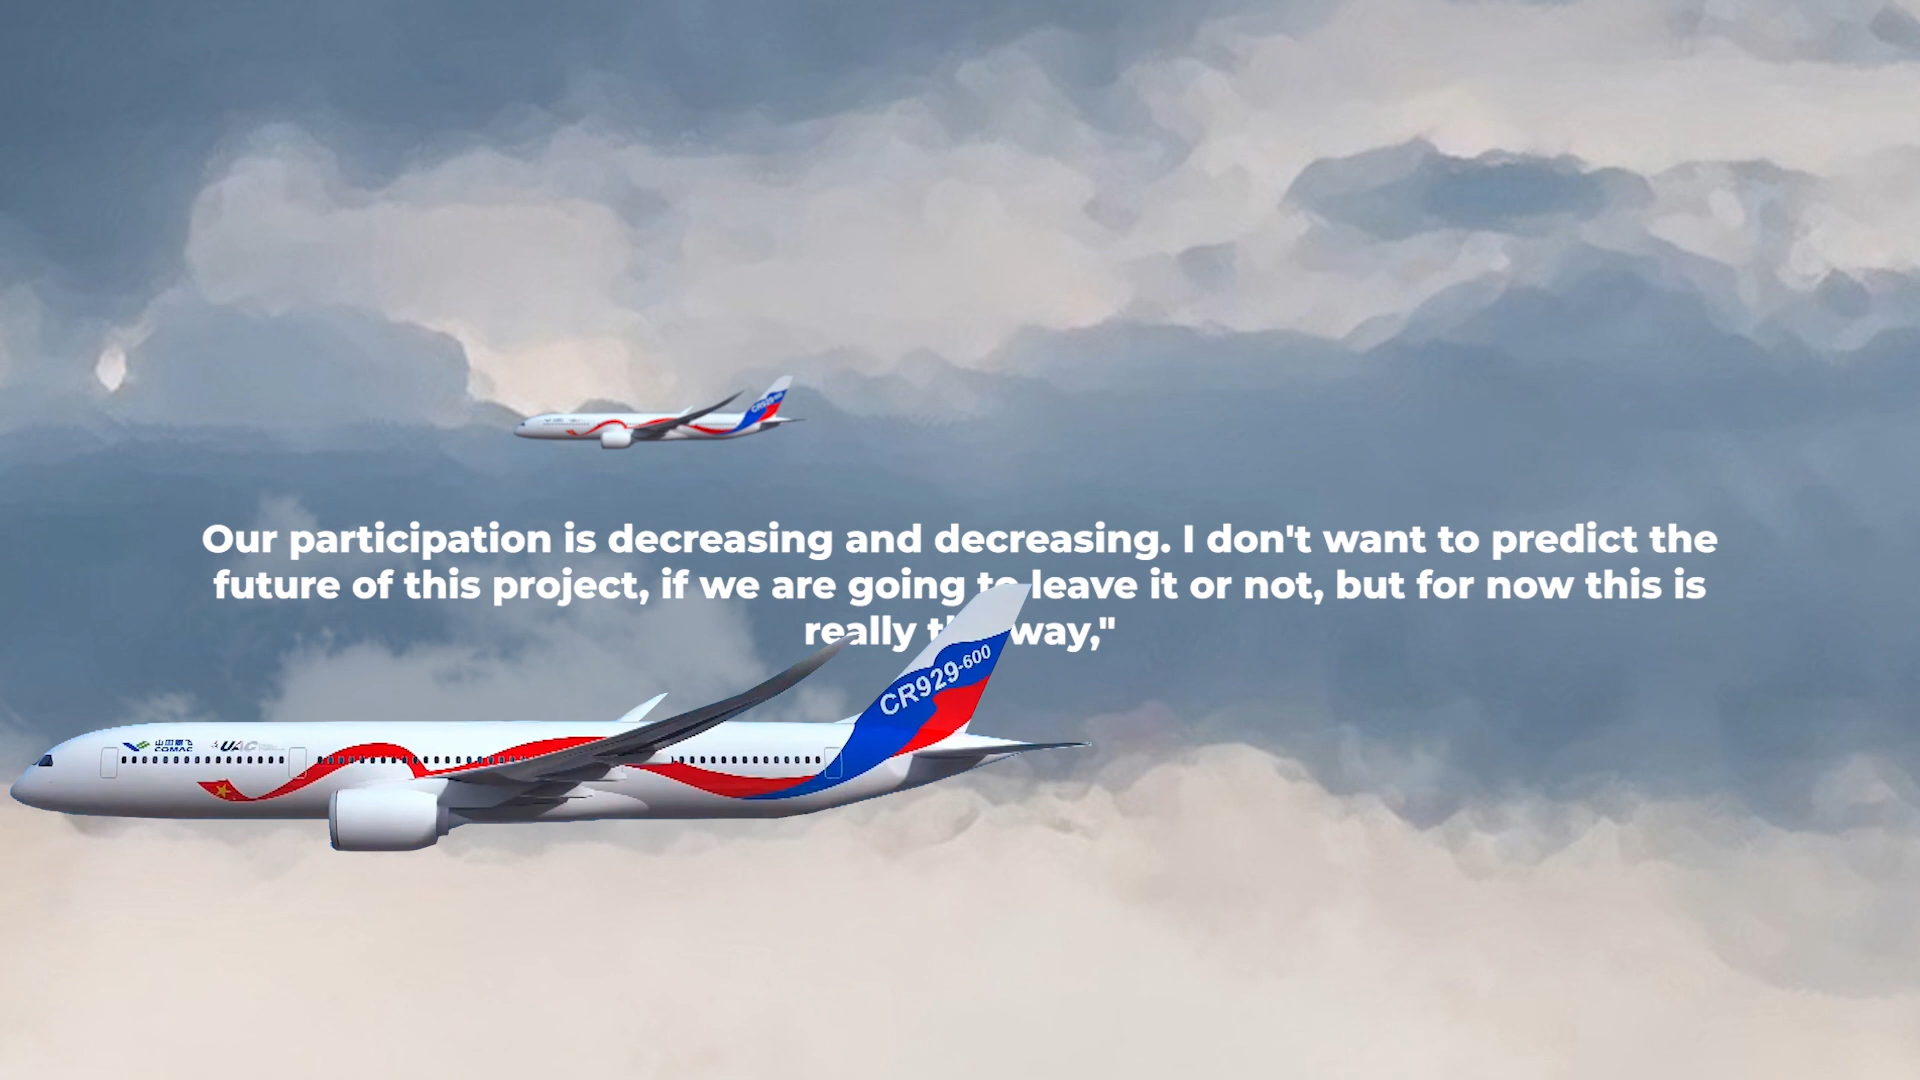 Our participation is decreasing and decreasing. I don't want to predict the
future of this project, if we are going to leave it or not, but for now this is
really way,"
CR929-600
COMAC
UAC